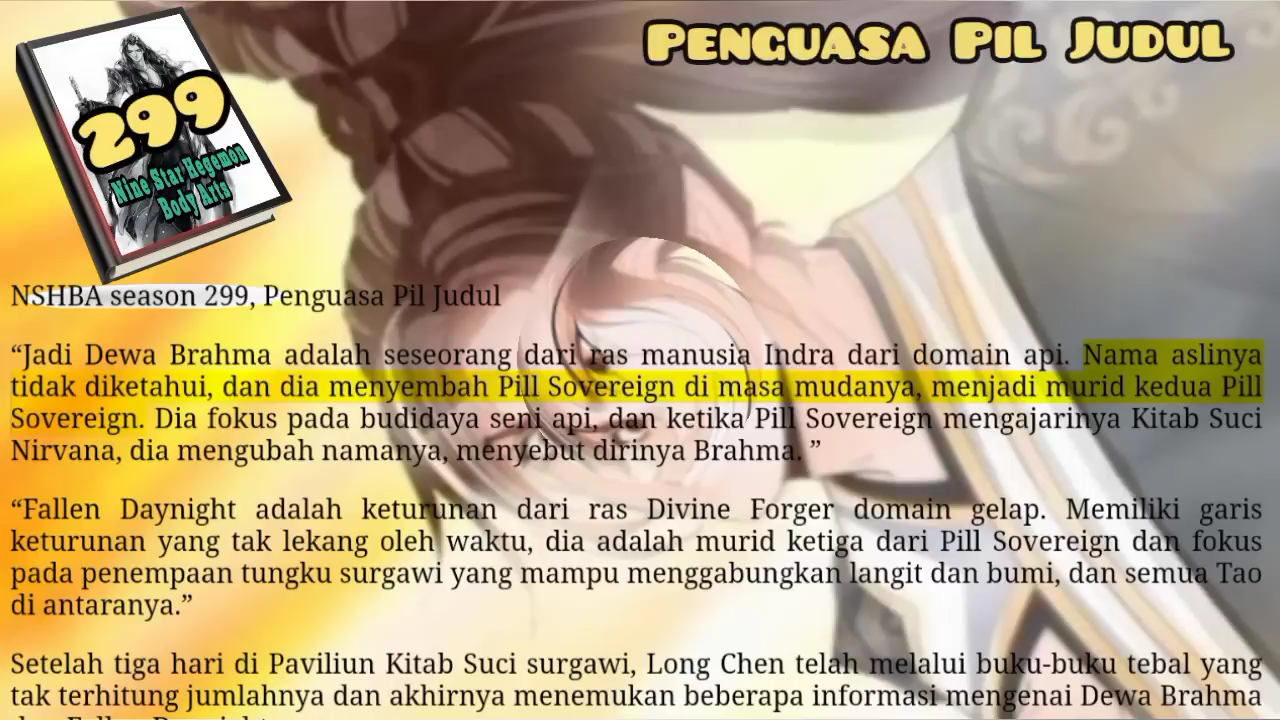 Penguasa Pil Judul
299
Nine Star Hegemon
Body Arts
NSHBA season 299, Penguasa Pil Judul
“Jadi Dewa Brahma adalah seseorang dari ras manusia Indra dari domain api. Nama aslinya
tidak diketahui, dan dia menyembah Pill Sovereign di masa mudanya, menjadi murid kedua Pill
Sovereign. Dia fokus pada budidaya seni api, dan ketika Pill Sovereign mengajarinya Kitab Suci
Nirvana, dia mengubah namanya, menyebut dirinya Brahma. ”
“Fallen Daynight adalah keturunan dari ras Divine Forger domain gelap. Memiliki garis
keturunan yang tak lekang oleh waktu, dia adalah murid ketiga dari Pill Sovereign dan fokus
pada penempaan tungku surgawi yang mampu menggabungkan langit dan bumi, dan semua Tao
di antaranya.”
Setelah tiga hari di Paviliun Kitab Suci surgawi, Long Chen telah melalui buku-buku tebal yang
tak terhitung jumlahnya dan akhirnya menemukan beberapa informasi mengenai Dewa Brahma